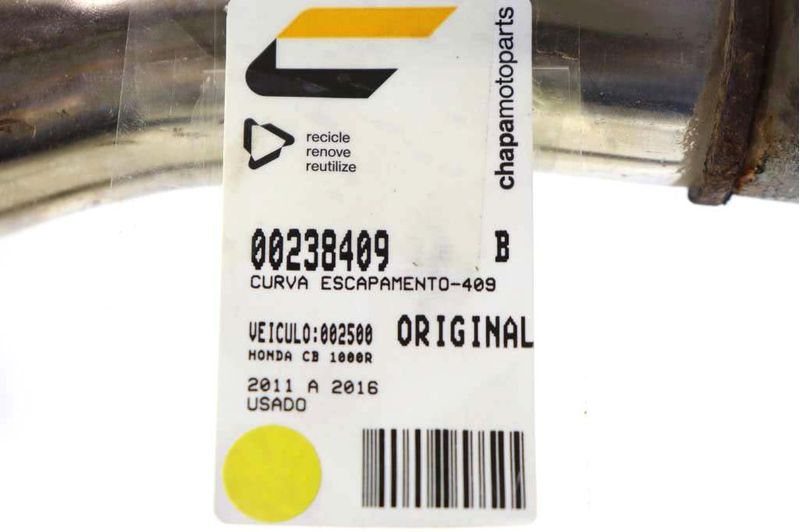 chapamotoparts
recicle
renove
reutilize
00238409 B
CURVA ESCAPAMENTO-409
VEICULO:002500 ORIGINAL
HONDA CB 1000R
2011 A 2016
USADO